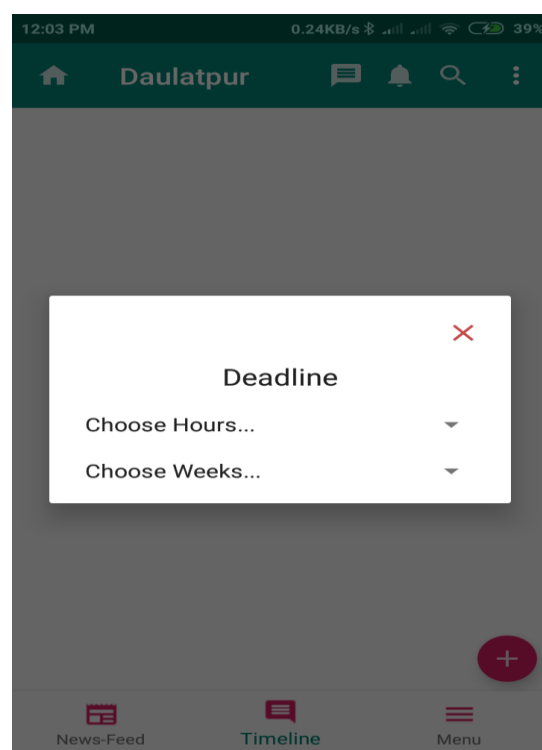 12:03 PM 0.24KB/s 39%
Daulatpur
Deadline
Choose Hours...
Choose Weeks...
News-Feed Timeline Menu